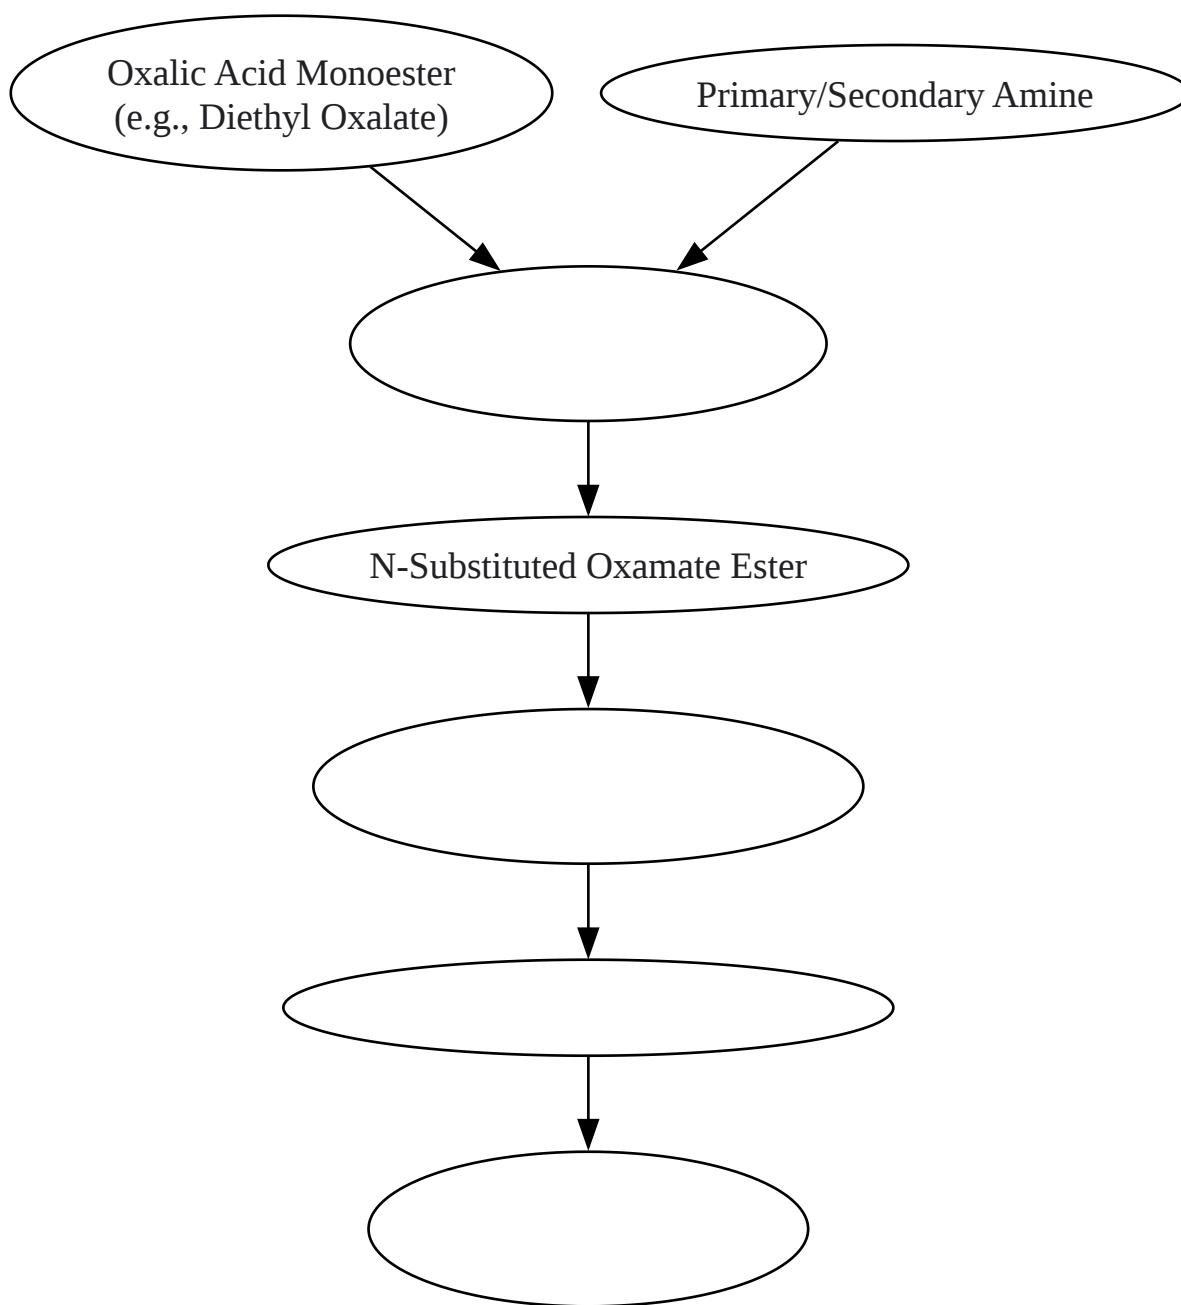 Oxalic Acid Monoester
(e.g., Diethyl Oxalate)
Primary/Secondary Amine
N-Substituted Oxamate Ester